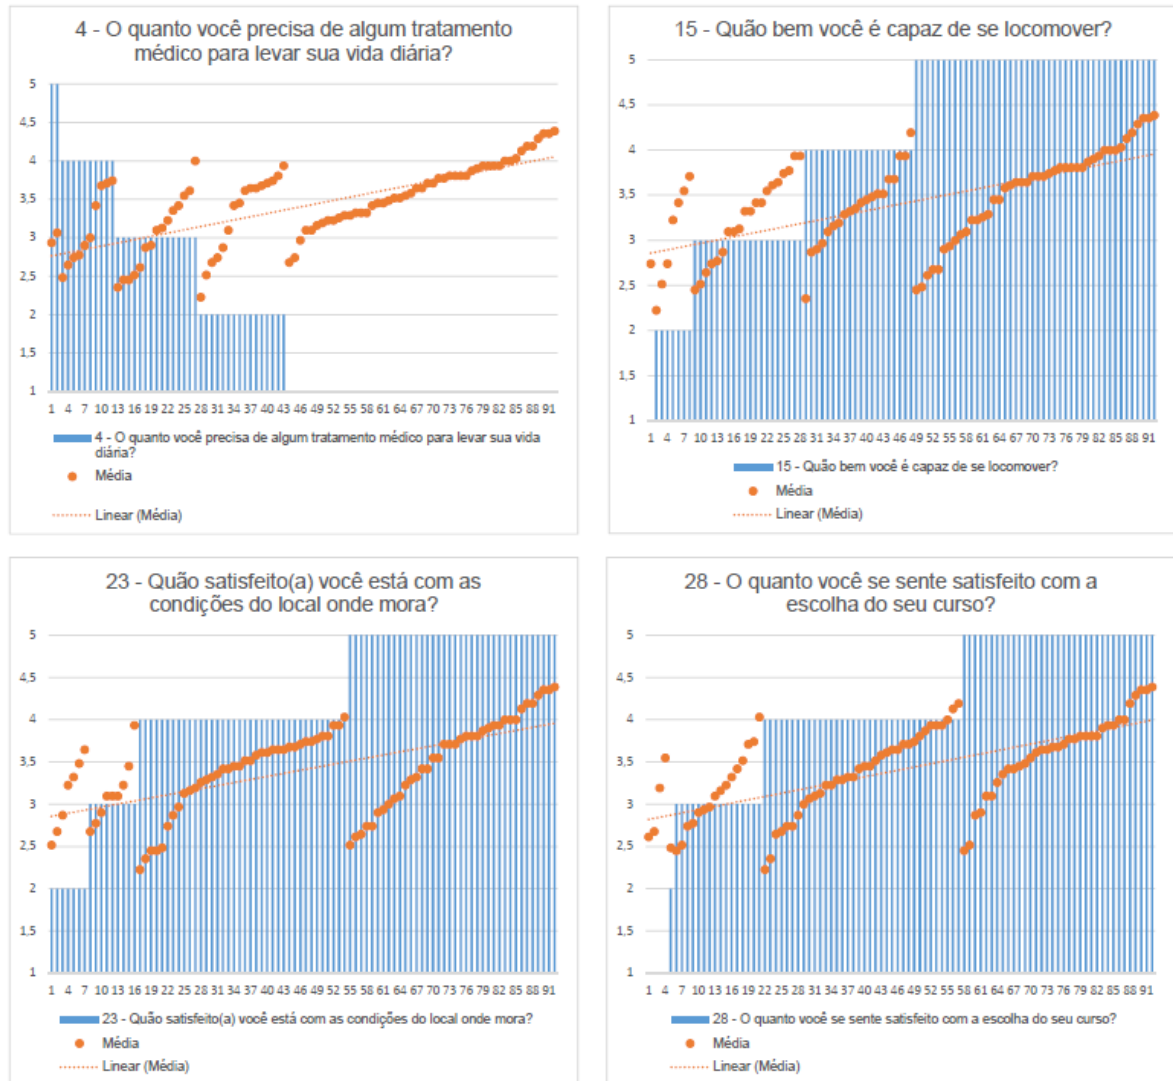 4 - O quanto você precisa de algum tratamento
médico para levar sua vida diária?
5
4,5
4
3,5
3
2,5
2
1,5
1
1 4 7 10 13 16 19 22 25 28 31 34 37 40 43 46 49 52 55 58 61 64 67 70 73 76 79 82 85 88 91
4 - O quanto você precisa de algum tratamento médico para levar sua vida
diária?
Média
Linear (Média)
15 - Quão bem você é capaz de se locomover?
5
4,5
4
3,5
3
2,5
2
1,5
1
1 4 7 10 13 16 19 22 25 28 31 34 37 40 43 46 49 52 55 58 61 64 67 70 73 76 79 82 85 88 91
15 - Quão bem você é capaz de se locomover?
Média
Linear (Média)
23 - Quão satisfeito(a) você está com as
condições do local onde mora?
5
4,5
4
3,5
3
2,5
2
1,5
1
1 4 7 10 13 16 19 22 25 28 31 34 37 40 43 46 49 52 55 58 61 64 67 70 73 76 79 82 85 88 91
23 - Quão satisfeito(a) você está com as condições do local onde mora?
Média
Linear (Média)
28 - O quanto você se sente satisfeito com a
escolha do seu curso?
5
4,5
4
3,5
3
2,5
2
1,5
1
1 4 7 10 13 16 19 22 25 28 31 34 37 40 43 46 49 52 55 58 61 64 67 70 73 76 79 82 85 88 91
28 - O quanto você se sente satisfeito com a escolha do seu curso?
Média
Linear (Média)